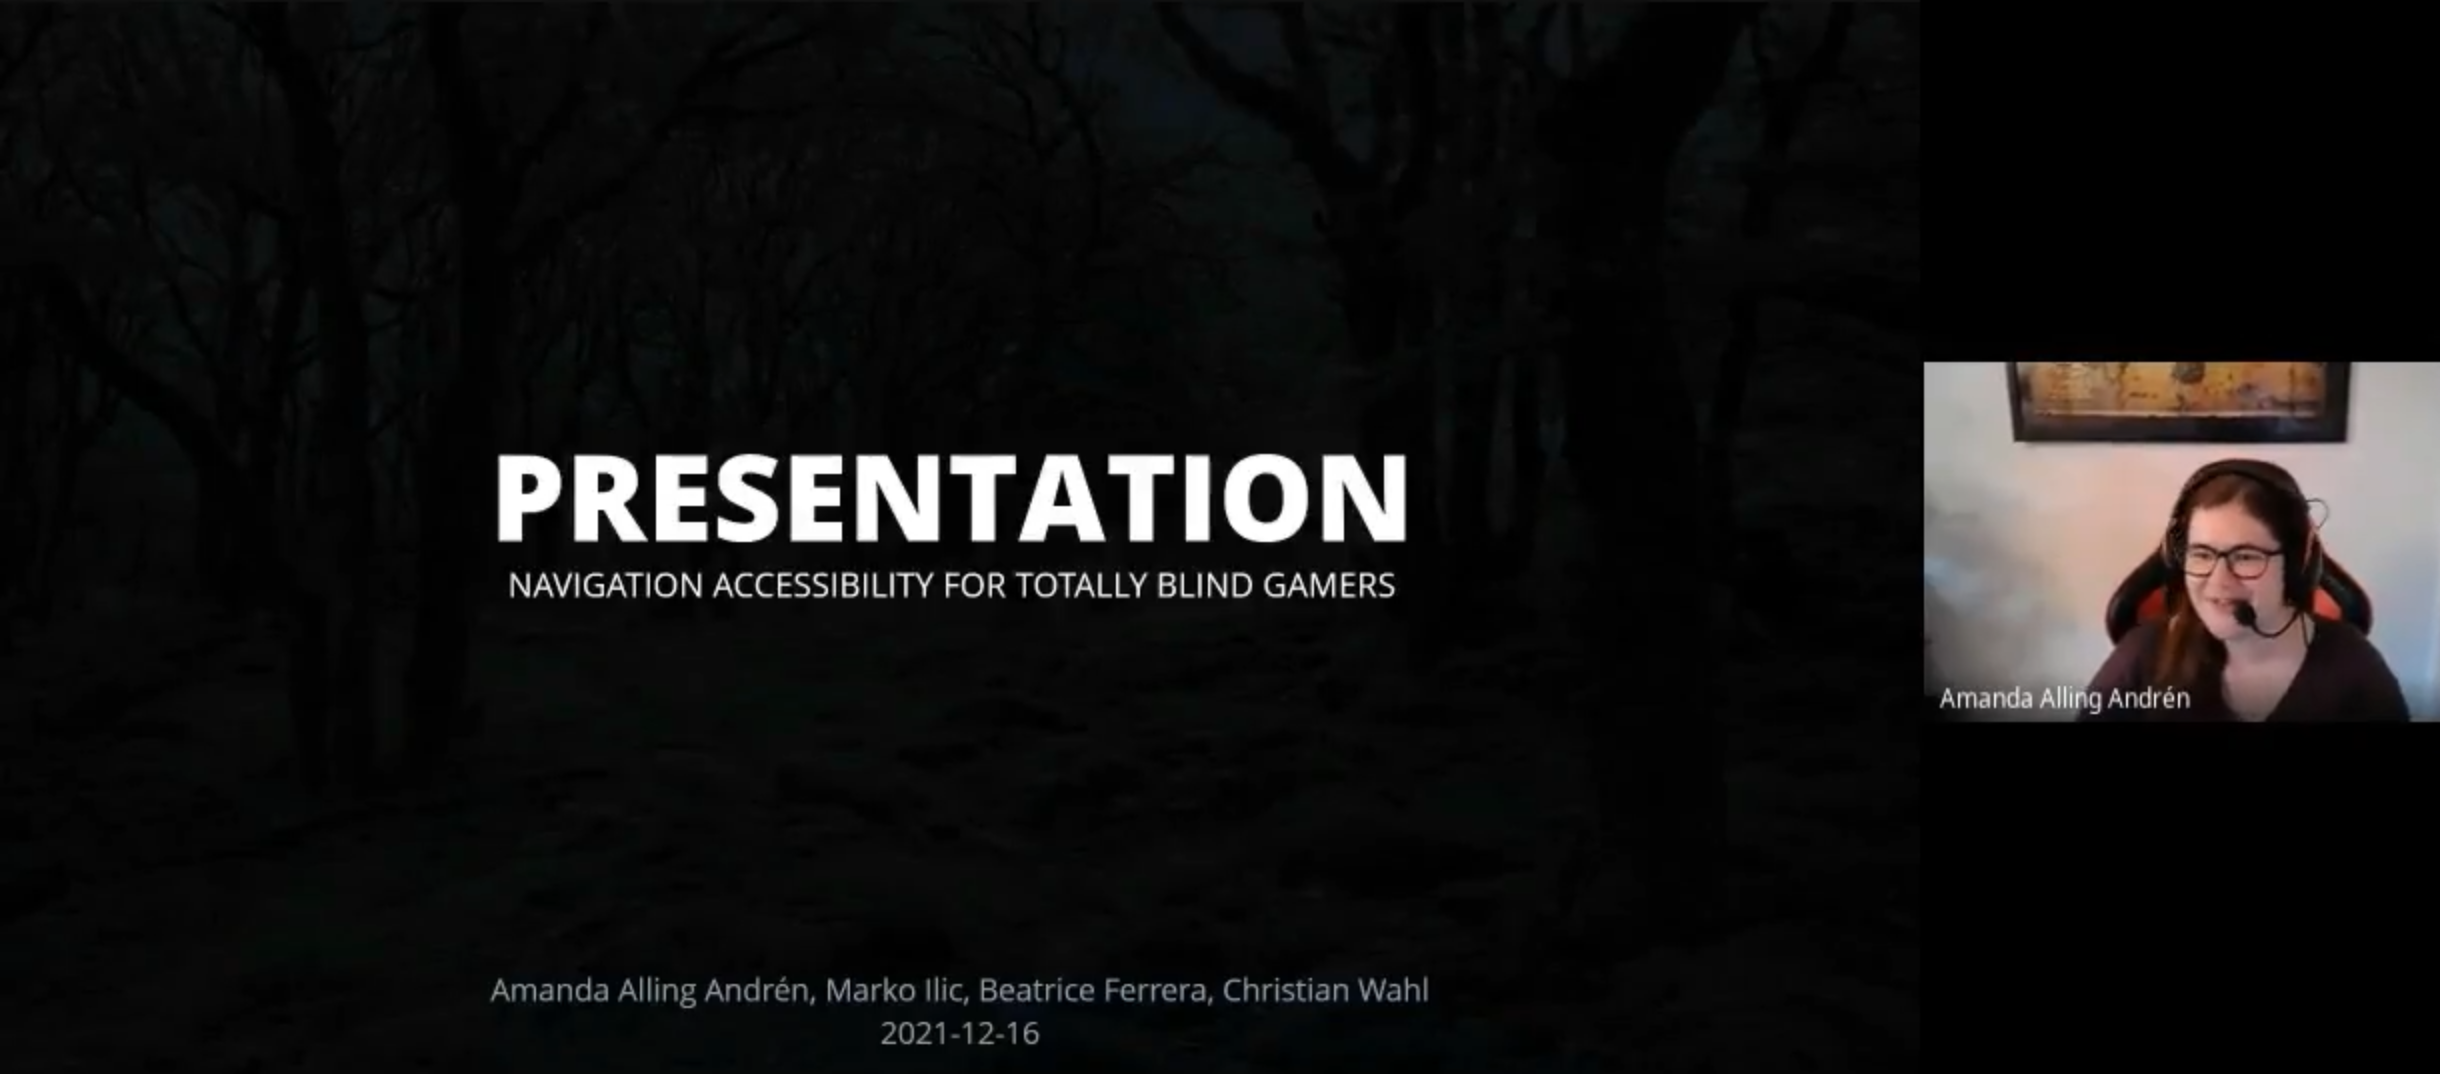 PRESENTATION
NAVIGATION ACCESSIBILITY FOR TOTALLY BLIND GAMERS
Amanda Alling Andrén
Amanda Alling Andrén, Marko Ilic, Beatrice Ferrera, Christian Wahl
2021-12-16